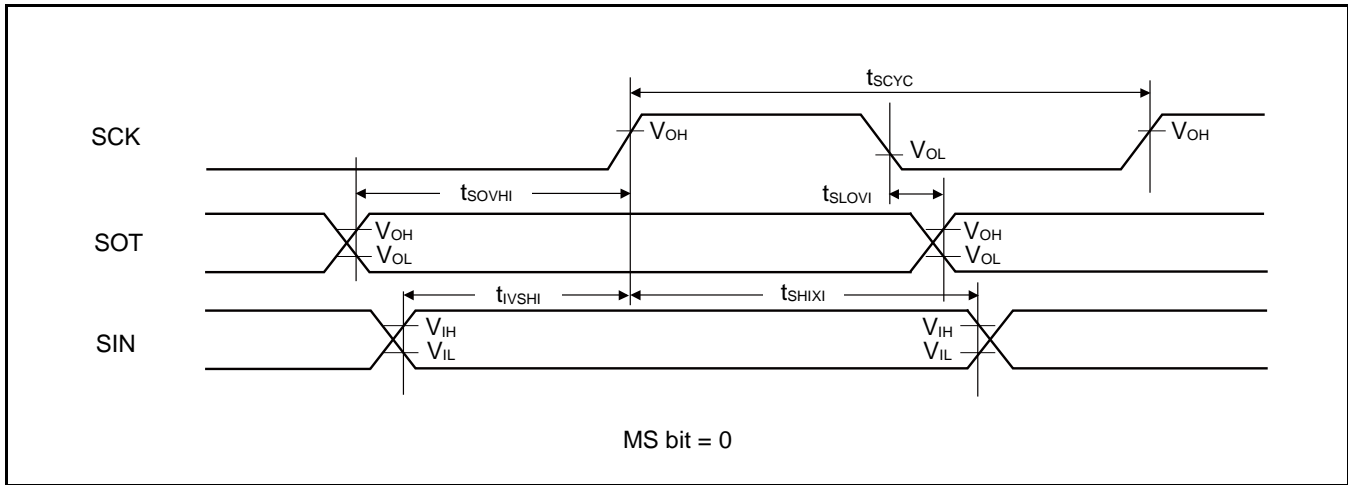 tSCYC
SCK
VOH
VOL
VOH
tSOVHI
tSLOVI
SOT
VOH
VOL
VOH
VOL
tIVSHI
tSHIXI
SIN
VIH
VIL
VIH
VIL
MS bit = 0